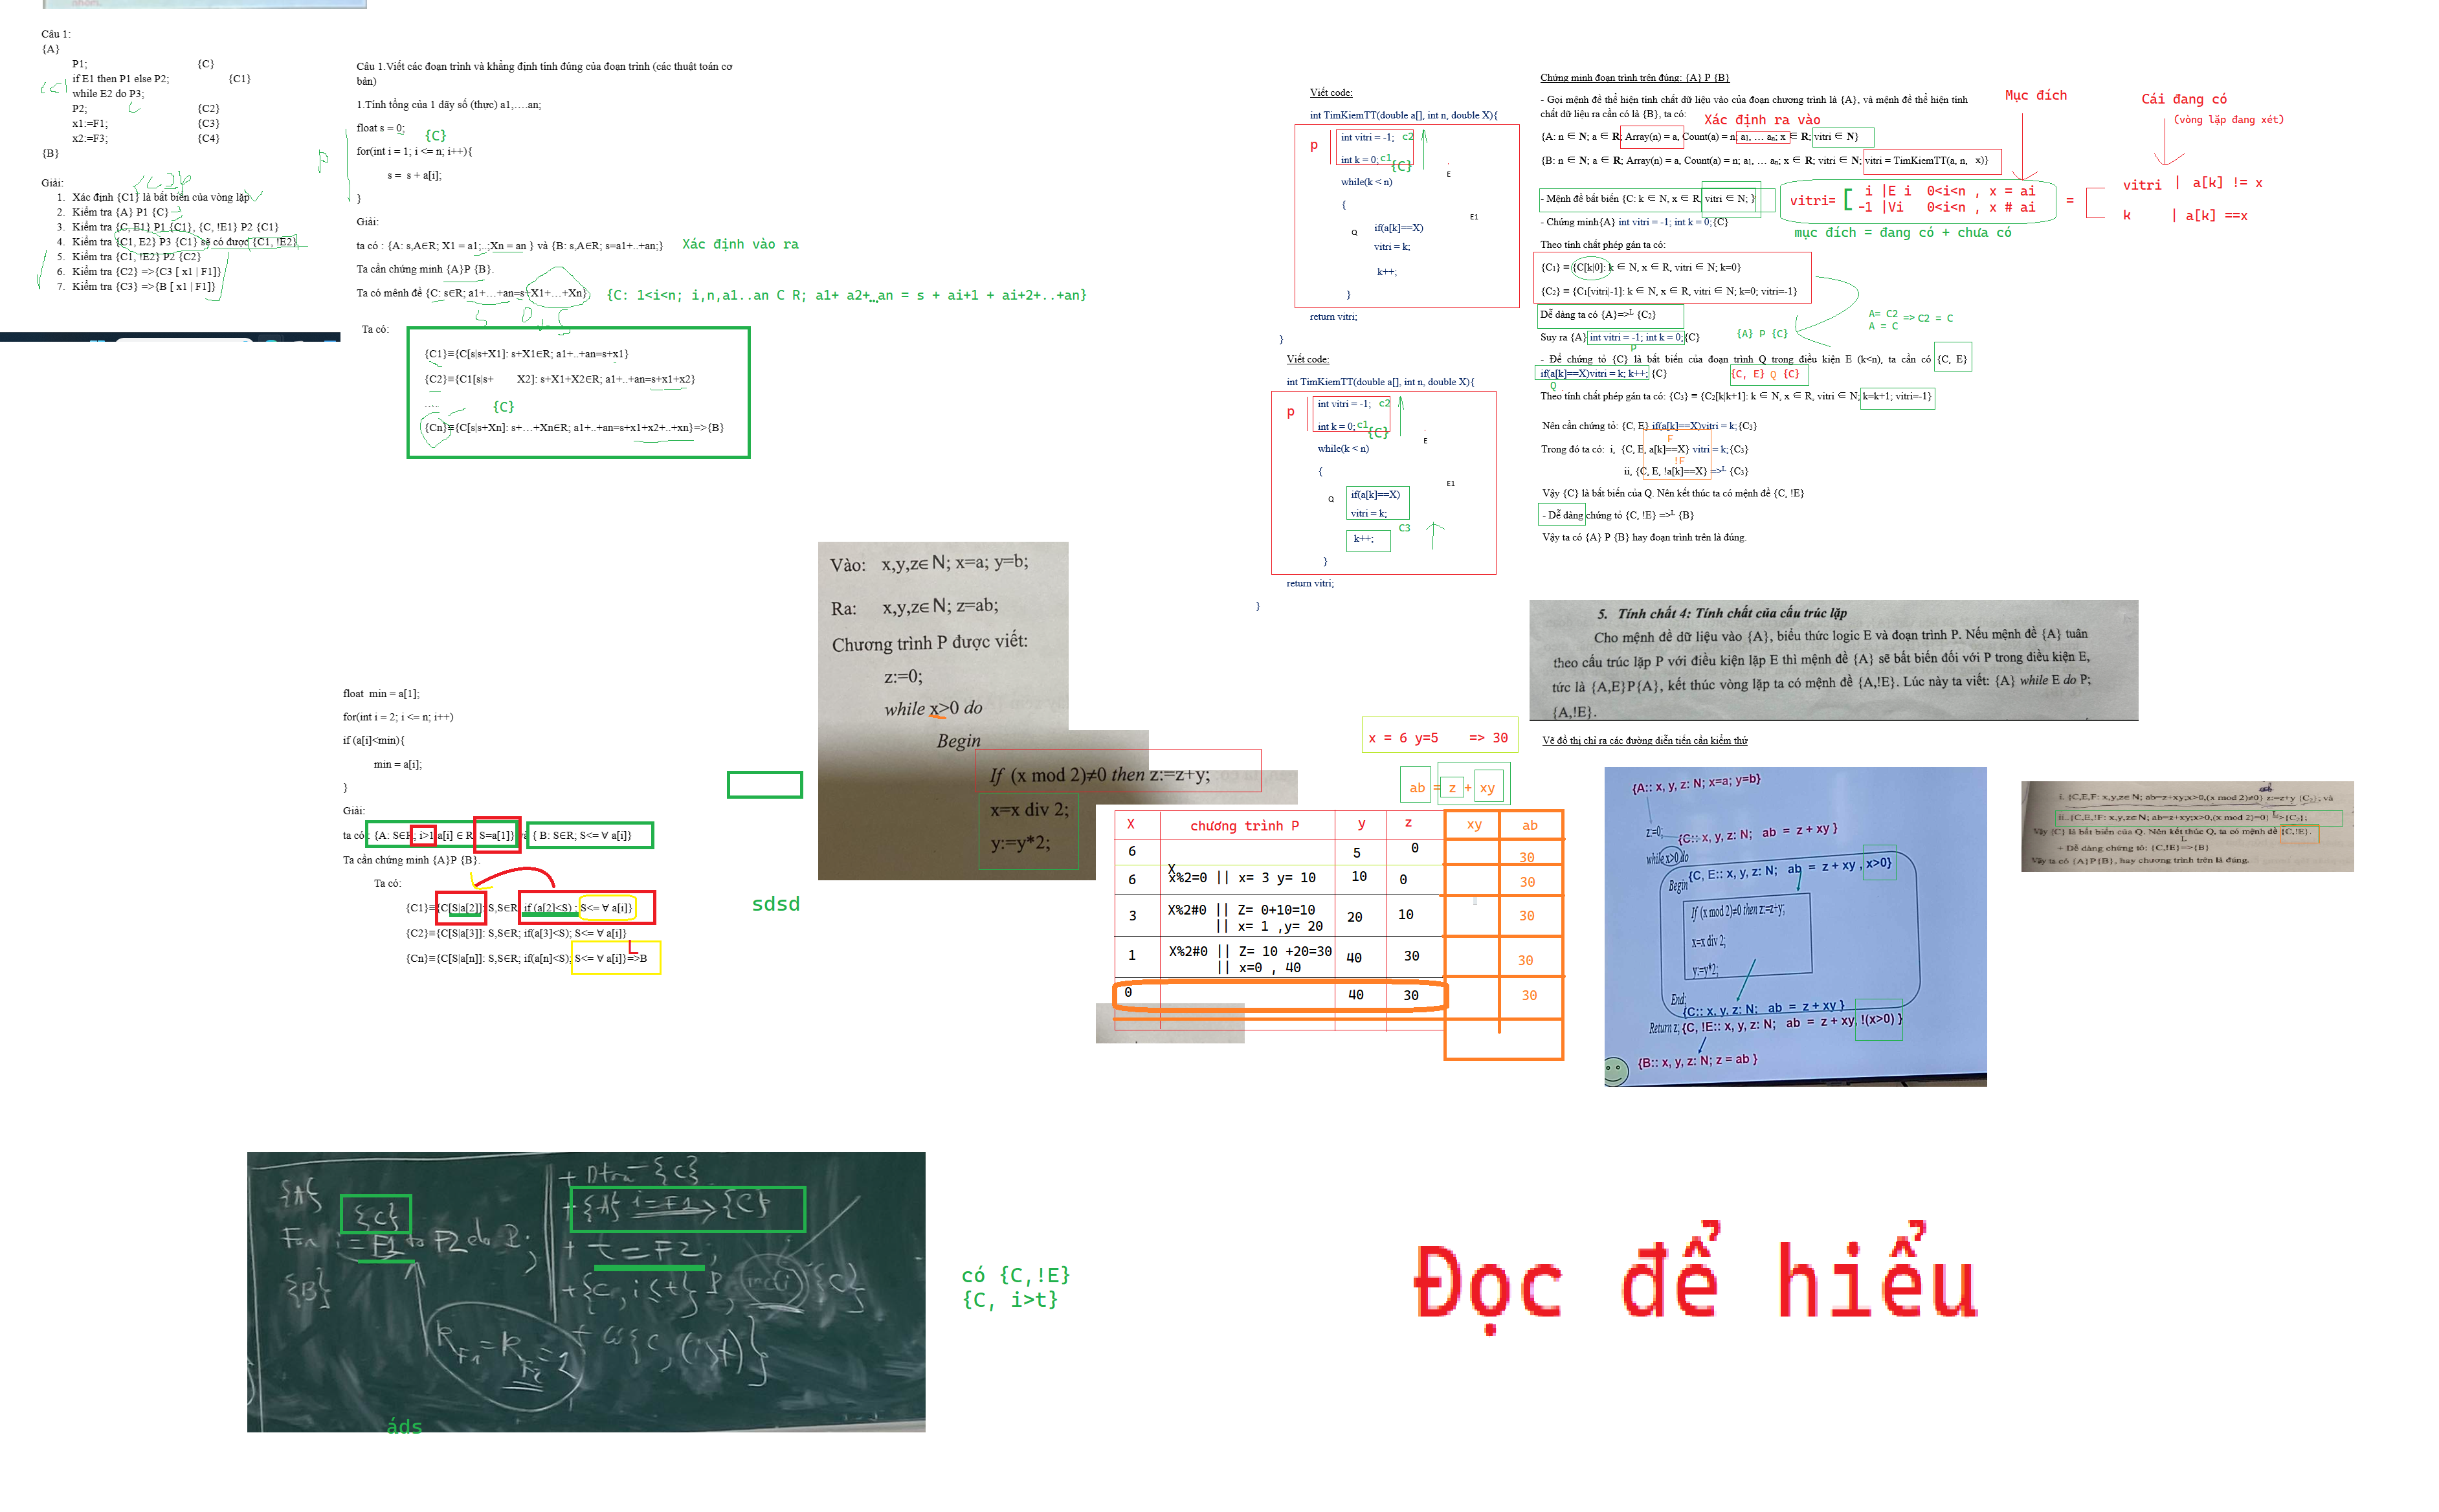 nhóm.
Câu 1:
{A}
P1; {C}
if E1 then P1 else P2; {C1}
while E2 do P3;
P2; {C2}
x1:=F1; {C3}
x2:=F3; {C4}
{B}
Giải:
1. Xác định {C1} là bất biến của vòng lặp
2. Kiểm tra {A} P1 {C}
3. Kiểm tra {C, E1} P1 {C1}, {C, !E1} P2 {C1}
4. Kiểm tra {C1, E2} P3 {C1} sẽ có được {C1, !E2}
5. Kiểm tra {C1, !E2} P2 {C2}
6. Kiểm tra {C2} =>{C3 [ x1 | F1]}
7. Kiểm tra {C3} =>{B [ x1 | F1]}
Câu 1.Viết các đoạn trình và khẳng định tính đúng của đoạn trình (các thuật toán cơ
bản)
1.Tính tổng của 1 dãy số (thực) a1,….an;
float s = 0;
{C}
for(int i = 1; i <= n; i++){
P
s = s + a[i];
}
Giải:
ta có : {A: s,A∈R; X1 = a1;..;Xn = an } và {B: s,A∈R; s=a1+..+an;}
Xác định vào ra
Ta cần chứng minh {A}P {B}.
Ta có mệnh đề {C: s∈R; a1+…+an=s+X1+…+Xn}
{C: 1<i<n; i,n,a1..an C R; a1+ a2+…an = s + ai+1 + ai+2+..+an}
Ta có:
{C1}≡{C[s|s+X1]: s+X1∈R; a1+..+an=s+x1}
{C2}≡{C1[s|s+ X2]: s+X1+X2∈R; a1+..+an=s+x1+x2}
….
{C}
{Cn}≡{C[s|s+Xn]: s+…+Xn∈R; a1+..+an=s+x1+x2+..+xn}=>{B}
float min = a[1];
for(int i = 2; i <= n; i++)
if (a[i]<min){
min = a[i];
}
Giải:
ta có : {A: S∈R; i>1 a[i] ∈ R S=a[1]} và { B: S∈R; S<= ∀ a[i]}
Ta cần chứng minh {A}P {B}.
Ta có:
{C1}≡{C[S|a[2]]: S,S∈R; if (a[2]<S) ; S<= ∀ a[i]}
{C2}≡{C[S|a[3]]: S,S∈R; if(a[3]<S); S<= ∀ a[i]}
{Cn}≡{C[S|a[n]]: S,S∈R; if(a[n]<S); S<= ∀ a[i]}=>B
L
sdsd
Vào: x,y,z∈N; x=a; y=b;
Ra: x,y,z∈N; z=ab;
Chương trình P được viết:
z:=0;
while x>0 do
Begin
If (x mod 2)≠0 then z:=z+y;
x=x div 2;
y:=y*2;
Viết code:
int TimKiemTT(double a[], int n, double X){
p
int vitri = -1; c2
int k = 0; c1 {C}
E
while(k < n)
{
E1
Q
if(a[k]==X)
vitri = k;
k++;
}
return vitri;
}
Viết code:
int TimKiemTT(double a[], int n, double X){
p
int vitri = -1; c2
int k = 0; c1 {C}
E
while(k < n)
{
E1
Q
if(a[k]==X)
vitri = k;
C3
k++;
}
return vitri;
}
Chứng minh đoạn trình trên đúng: {A} P {B}
- Gọi mệnh đề thể hiện tính chất dữ liệu vào của đoạn chương trình là {A}, và mệnh đề thể hiện tính
chất dữ liệu ra cần có là {B}, ta có:
Xác định ra vào
{A: n ∈ N; a ∈ R; Array(n) = a, Count(a) = n; a₁, … aₙ; x ∈ R; vitri ∈ N}
{B: n ∈ N; a ∈ R; Array(n) = a, Count(a) = n; a₁, … aₙ; x ∈ R; vitri ∈ N; vitri = TimKiemTT(a, n, x)}
Mục đích
Cái đang có
(vòng lặp đang xét)
- Mệnh đề bất biến {C: k ∈ N, x ∈ R, vitri ∈ N; }
vitri= [ i |E i 0<i<n , x = ai
-1 |Vi 0<i<n , x # ai
=
vitri | a[k] != x
k | a[k] ==x
mục đích = đang có + chưa có
- Chứng minh{A} int vitri = -1; int k = 0;{C}
Theo tính chất phép gán ta có:
{C₁} ≡ {C[k|0]: k ∈ N, x ∈ R, vitri ∈ N; k=0}
{C₂} ≡ {C₁[vitri|-1]: k ∈ N, x ∈ R, vitri ∈ N; k=0; vitri=-1}
Dễ dàng ta có {A}=>ᴸ {C₂}
A= C2
A = C
=> C2 = C
{A} P {C}
Suy ra {A} int vitri = -1; int k = 0;{C}
p
- Để chứng tỏ {C} là bất biến của đoạn trình Q trong điều kiện E (k<n), ta cần có {C, E}
if(a[k]==X)vitri = k; k++; {C}
{C, E} Q {C}
Q
Theo tính chất phép gán ta có: {C₃} ≡ {C₂[k|k+1]: k ∈ N, x ∈ R, vitri ∈ N; k=k+1; vitri=-1}
Nên cần chứng tỏ: {C, E} if(a[k]==X)vitri = k;{C₃}
F
Trong đó ta có: i, {C, E, a[k]==X} vitri = k;{C₃}
!F
ii, {C, E, !a[k]==X} =>ᴸ {C₃}
Vậy {C} là bất biến của Q. Nên kết thúc ta có mệnh đề {C, !E}
- Dễ dàng chứng tỏ {C, !E} =>ᴸ {B}
Vậy ta có {A} P {B} hay đoạn trình trên là đúng.
5. Tính chất 4: Tính chất của cấu trúc lặp
Cho mệnh đề dữ liệu vào {A}, biểu thức logic E và đoạn trình P. Nếu mệnh đề {A} tuân
theo cấu trúc lặp P với điều kiện lặp E thì mệnh đề {A} sẽ bất biến đối với P trong điều kiện E,
tức là {A,E}P{A}, kết thúc vòng lặp ta có mệnh đề {A,!E}. Lúc này ta viết: {A} while E do P;
{A,!E}.
Vẽ đồ thị chỉ ra các đường diễn tiến cần kiểm thử
x = 6 y=5 => 30
ab = z + xy
X chương trình P y z xy ab
6 5 0 30
X
6 x%2=0 || x= 3 y= 10 10 0 30
3 X%2#0 || Z= 0+10=10 20 10 30
|| x= 1 ,y= 20
1 X%2#0 || Z= 10 +20=30 40 30 30
|| x=0 , 40
0 40 30 30
{A:: x, y, z: N; x=a; y=b}
z=0;
{C:: x, y, z: N; ab = z + xy }
while x>0 do
{C, E:: x, y, z: N; ab = z + xy , x>0}
Begin
If (x mod 2)≠0 then z:=z+y;
x=x div 2;
y:=y*2;
End;
{C:: x, y, z: N; ab = z + xy }
Return z; {C, !E:: x, y, z: N; ab = z + xy, !(x>0) }
{B:: x, y, z: N; z = ab }
i. {C,E,F: x,y,z∈N; ab=z+xy;x>0,(x mod 2)≠0} z:=z+y {C₂}; và
ii..{C,E,!F: x,y,z∈N; ab=z+xy;x>0,(x mod 2)=0} =>{C₂};
Vậy {C} là bất biến của Q. Nên kết thúc Q, ta có mệnh đề {C,!E}.
+ Dễ dàng chứng tỏ: {C,!E}=>{B}
Vậy ta có {A}P{B}, hay chương trình trên là đúng.
{A}
{C}
For i = F1 to F2 do P;
{B}
+ {C}
+ {A} i=F1 {C}
+ t = F2;
+ {C, i≤t} P; inc(i) {C}
+ có {C, (i>t)}
áds
có {C,!E}
{C, i>t}
Đọc để hiểu